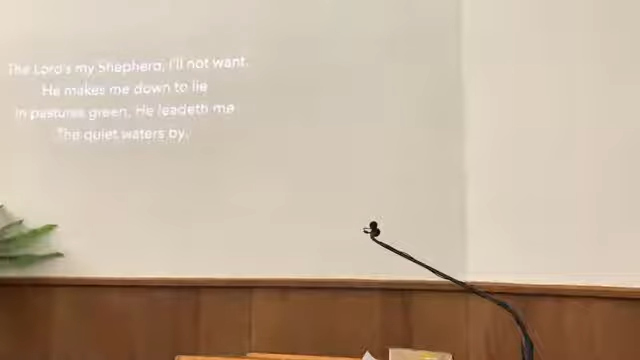 The Lord's my Shepherd, I'll not want.
He makes me down to lie
In pastures green. He leadeth me
The quiet waters by.